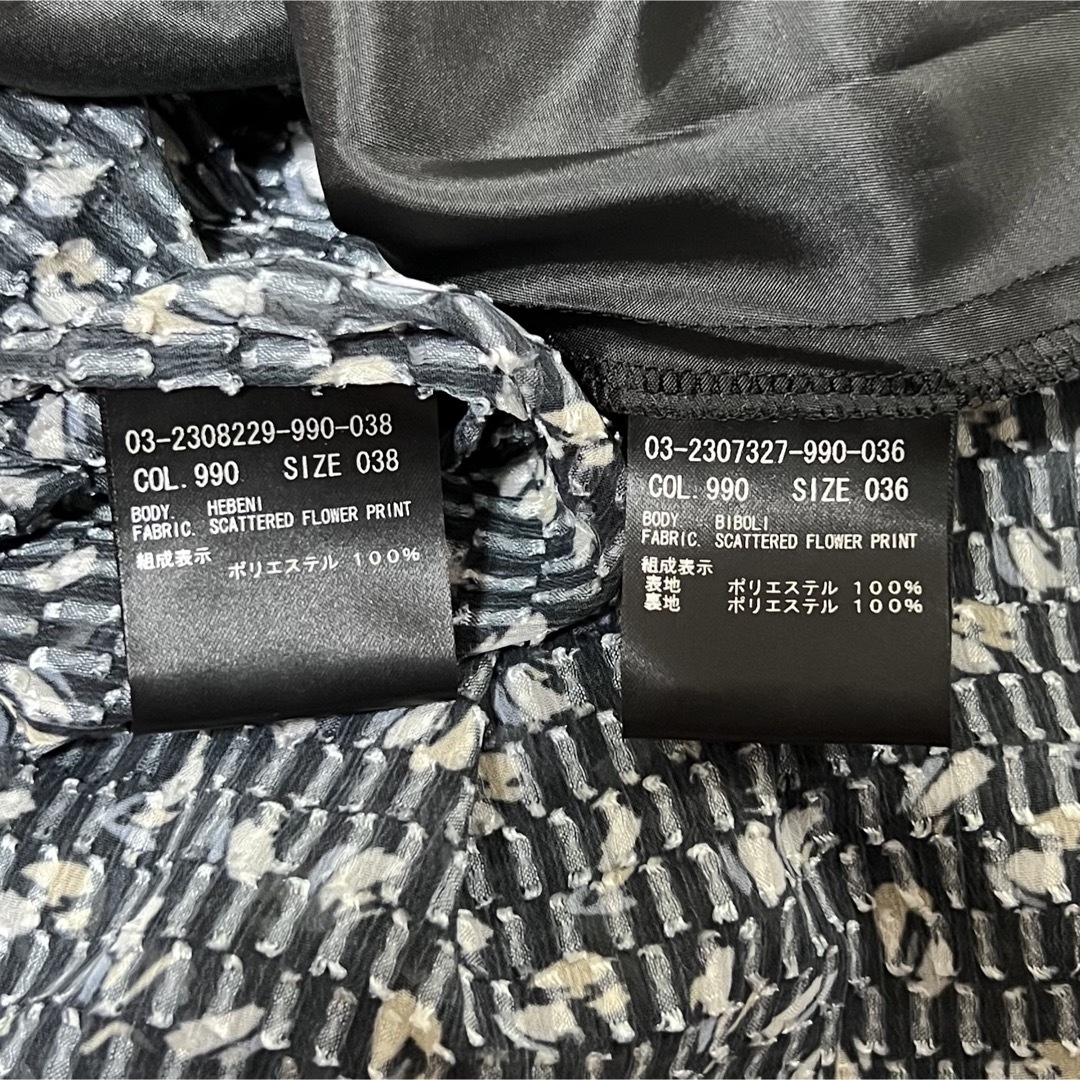 03-2308229-990-038
COL. 990 SIZE 038
BODY. HEBENI
FABRIC. SCATTERED FLOWER PRINT
組成表示
ポリエステル 100%
03-2307327-990-036
COL. 990 SIZE 036
BODY. BIBOLI
FABRIC. SCATTERED FLOWER PRINT
組成表示
表地 ポリエステル 100%
裏地 ポリエステル 100%